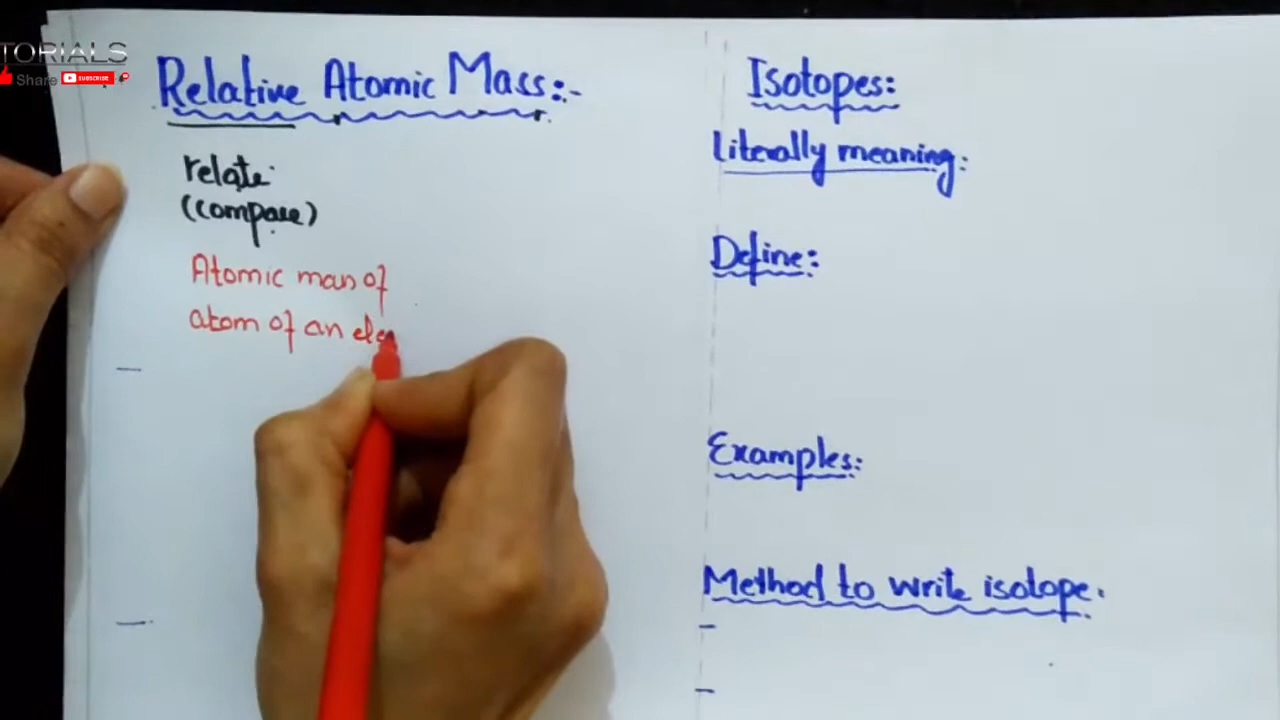 TORIALS
Share SUBSCRIBE
Relative Atomic Mass:-
relate
(compare)
Atomic mass of
atom of an ele
Isotopes:
Literally meaning:
Define:
Examples:
Method to write isotope.